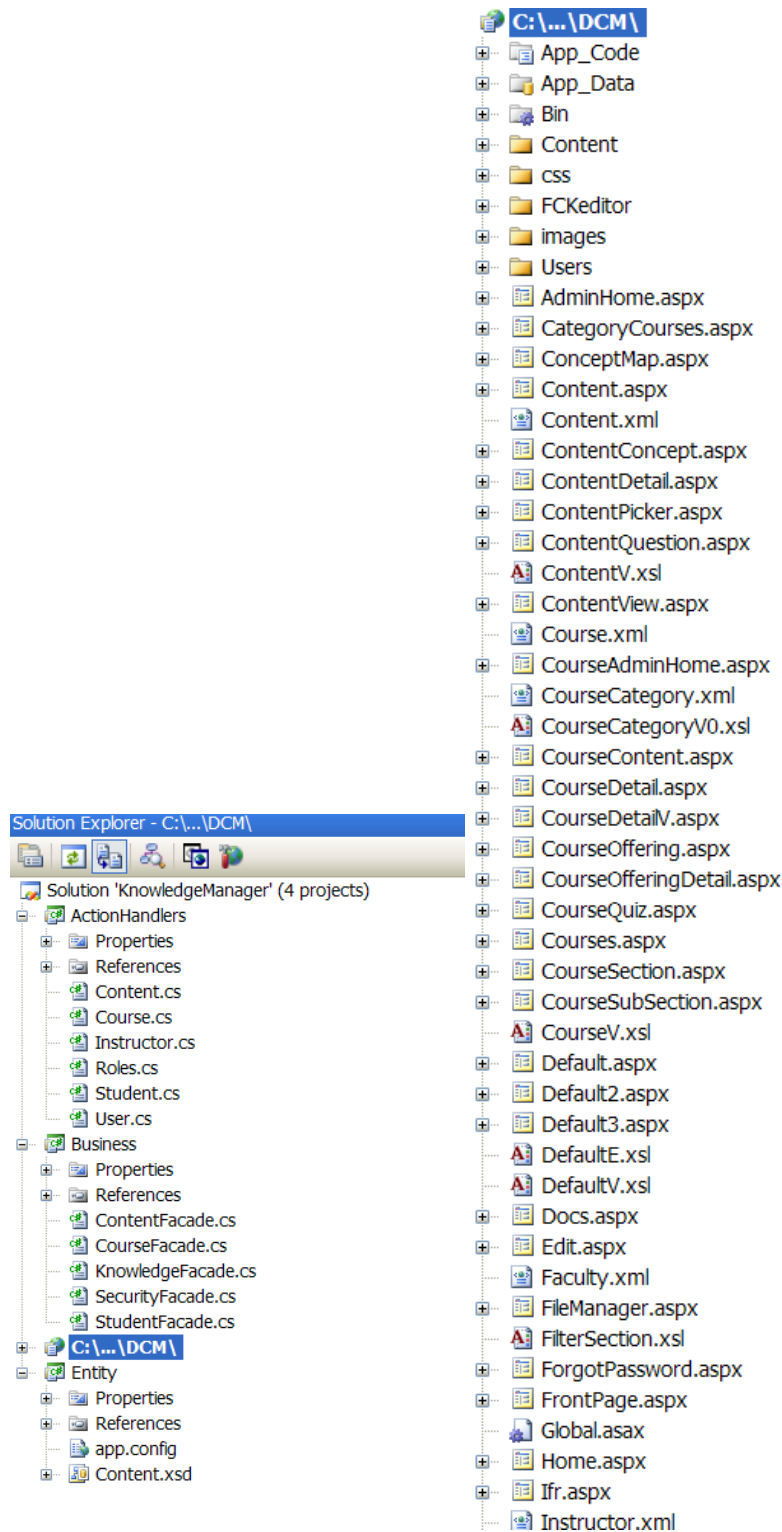 Solution Explorer - C:\...\DCM\
Solution 'KnowledgeManager' (4 projects)
ActionHandlers
Properties
References
Content.cs
Course.cs
Instructor.cs
Roles.cs
Student.cs
User.cs
Business
Properties
References
ContentFacade.cs
CourseFacade.cs
KnowledgeFacade.cs
SecurityFacade.cs
StudentFacade.cs
C:\...\DCM\
Entity
Properties
References
app.config
Content.xsd
C:\...\DCM\
App_Code
App_Data
Bin
Content
css
FCKeditor
images
Users
AdminHome.aspx
CategoryCourses.aspx
ConceptMap.aspx
Content.aspx
Content.xml
ContentConcept.aspx
ContentDetail.aspx
ContentPicker.aspx
ContentQuestion.aspx
ContentV.xsl
ContentView.aspx
Course.xml
CourseAdminHome.aspx
CourseCategory.xml
CourseCategoryV0.xsl
CourseContent.aspx
CourseDetail.aspx
CourseDetailV.aspx
CourseOffering.aspx
CourseOfferingDetail.aspx
CourseQuiz.aspx
Courses.aspx
CourseSection.aspx
CourseSubSection.aspx
CourseV.xsl
Default.aspx
Default2.aspx
Default3.aspx
DefaultE.xsl
DefaultV.xsl
Docs.aspx
Edit.aspx
Faculty.xml
FileManager.aspx
FilterSection.xsl
ForgotPassword.aspx
FrontPage.aspx
Global.asax
Home.aspx
Ifr.aspx
Instructor.xml